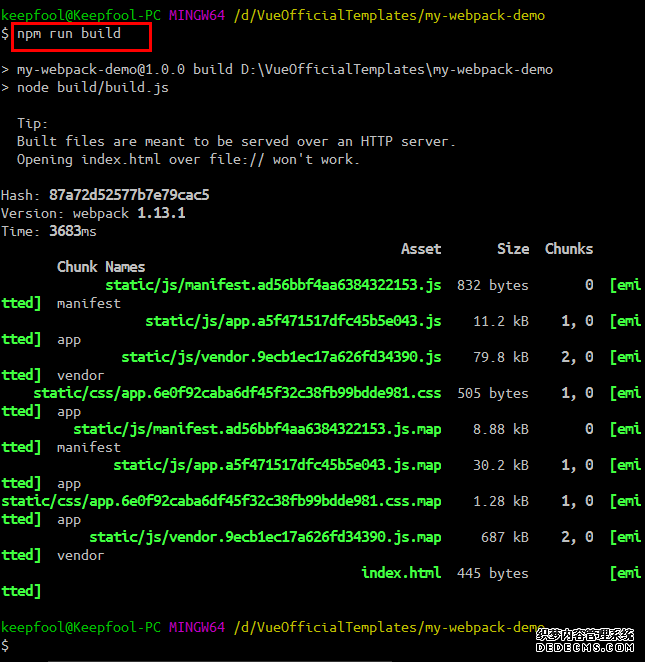 keepfool@Keepfool-PC MINGW64 /d/VueOfficialTemplates/my-webpack-demo
$ npm run build
> my-webpack-demo@1.0.0 build D:\VueOfficialTemplates\my-webpack-demo
> node build/build.js
Tip:
Built files are meant to be served over an HTTP server.
Opening index.html over file:// won't work.
Hash: 87a72d52577b7e79cac5
Version: webpack 1.13.1
Time: 3683ms
Asset Size Chunks
Chunk Names
static/js/manifest.ad56bbf4aa6384322153.js 832 bytes 0 [emi
tted] manifest
static/js/app.a5f471517dfc45b5e043.js 11.2 kB 1, 0 [emi
tted] app
static/js/vendor.9ecb1ec17a626fd34390.js 79.8 kB 2, 0 [emi
tted] vendor
static/css/app.6e0f92caba6df45f32c38fb99bdde981.css 505 bytes 1, 0 [emi
tted] app
static/js/manifest.ad56bbf4aa6384322153.js.map 8.88 kB 0 [emi
tted] manifest
static/js/app.a5f471517dfc45b5e043.js.map 30.2 kB 1, 0 [emi
tted] app
static/css/app.6e0f92caba6df45f32c38fb99bdde981.css.map 1.28 kB 1, 0 [emi
tted] app
static/js/vendor.9ecb1ec17a626fd34390.js.map 687 kB 2, 0 [emi
tted] vendor
index.html 445 bytes [emi
tted]
keepfool@Keepfool-PC MINGW64 /d/VueOfficialTemplates/my-webpack-demo
$
织梦内容管理系统
DEDECMS.COM